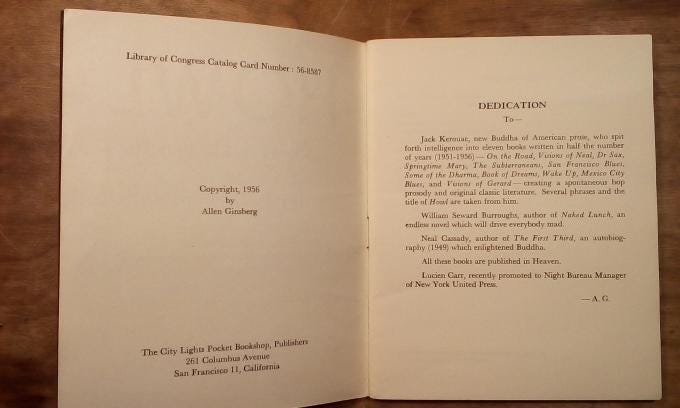 Library of Congress Catalog Card Number : 56-8587
Copyright, 1956
by
Allen Ginsberg
The City Lights Pocket Bookshop, Publishers
261 Columbus Avenue
San Francisco 11, California
DEDICATION
To—
Jack Kerouac, new Buddha of American prose, who spit
forth intelligence into eleven books written in half the number
of years (1951-1956) — On the Road, Visions of Neal, Dr Sax,
Springtime Mary, The Subterraneans, San Francisco Blues,
Some of the Dharma, Book of Dreams, Wake Up, Mexico City
Blues, and Visions of Gerard — creating a spontaneous bop
prosody and original classic literature. Several phrases and the
title of Howl are taken from him.
William Seward Burroughs, author of Naked Lunch, an
endless novel which will drive everybody mad.
Neal Cassady, author of The First Third, an autobiog-
raphy (1949) which enlightened Buddha.
All these books are published in Heaven.
Lucien Carr, recently promoted to Night Bureau Manager
of New York United Press.
— A. G.